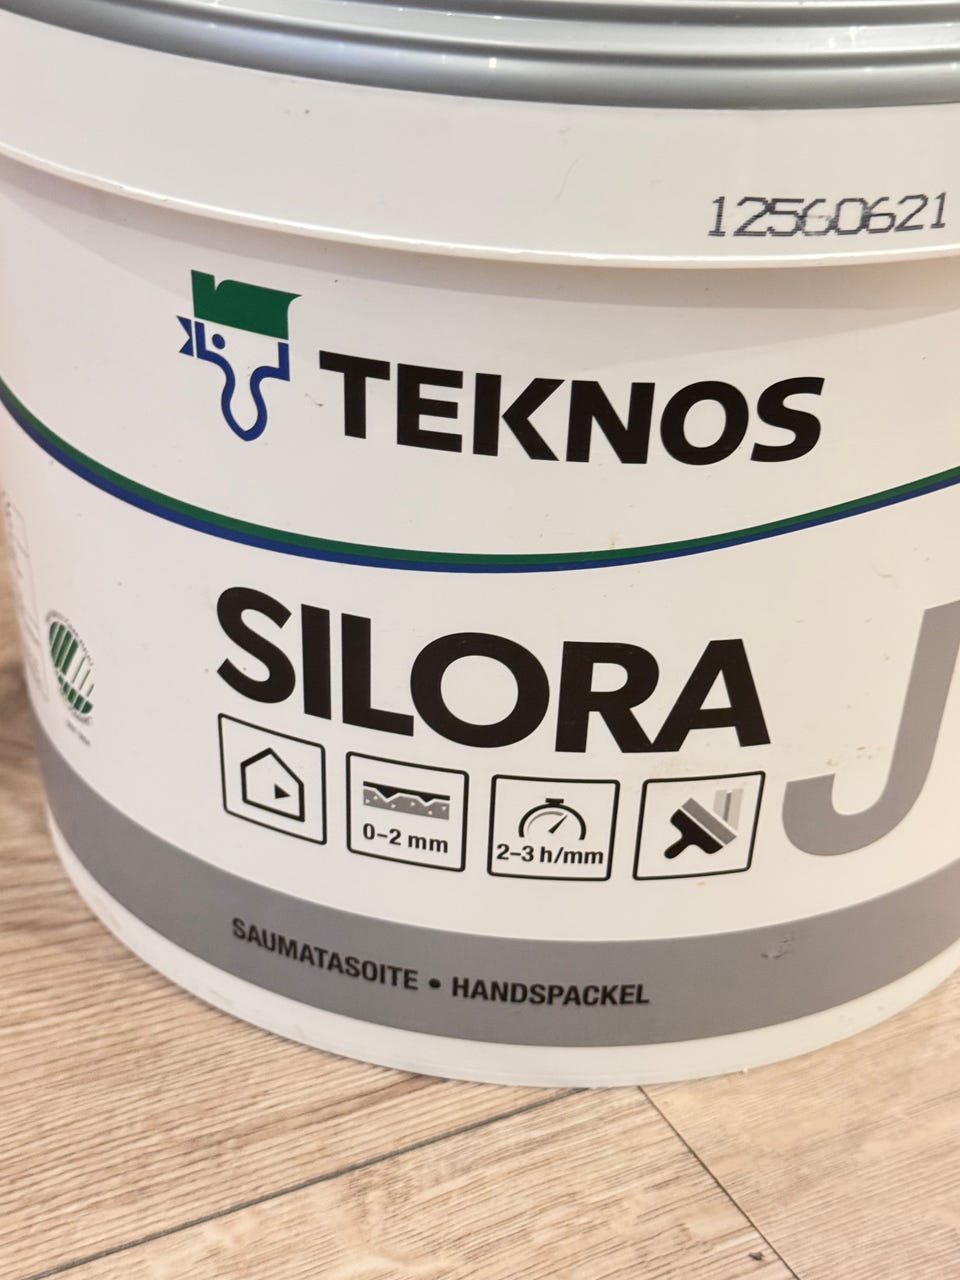 12560621
TEKNOS
SILORA J
0–2 mm
2–3 h/mm
SAUMATASOITE • HANDSPACKEL